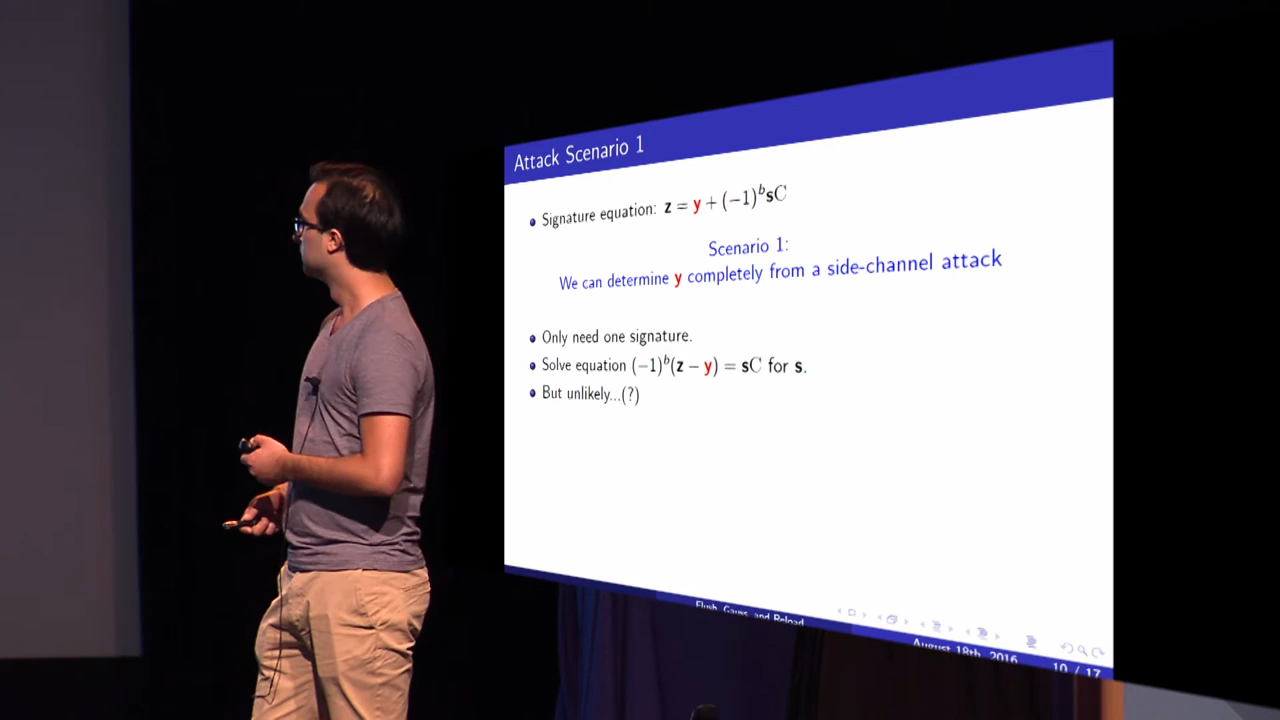 Attack Scenario 1
Signature equation: z = y + (−1)^b sC
Scenario 1:
We can determine y completely from a side-channel attack
Only need one signature.
Solve equation (−1)^b(z − y) = sC for s.
But unlikely...(?)
Flush, Gauss, and Reload
August 18th, 2016
10 / 17